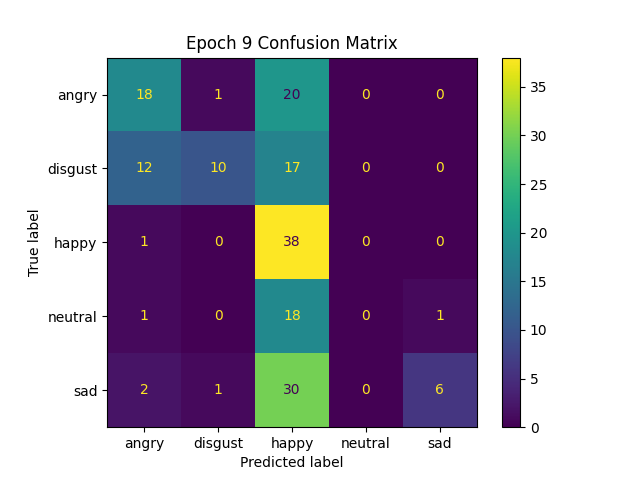 Epoch 9 Confusion Matrix
True label
angry 18 1 20 0 0
disgust 12 10 17 0 0
happy 1 0 38 0 0
neutral 1 0 18 0 1
sad 2 1 30 0 6
angry disgust happy neutral sad
Predicted label
35
30
25
20
15
10
5
0